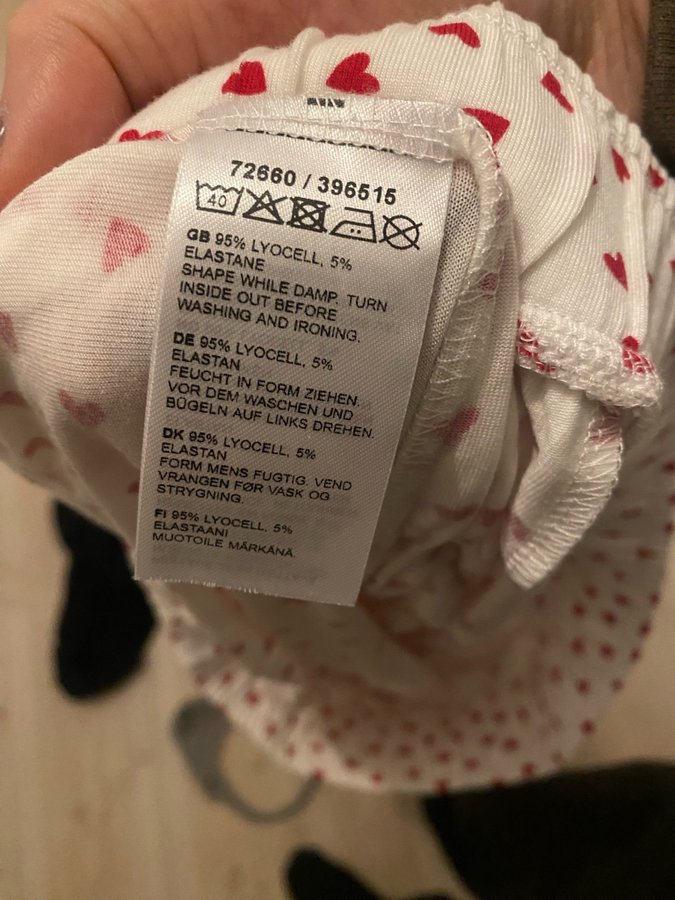 72660 / 396515
40
GB 95% LYOCELL, 5%
ELASTANE
SHAPE WHILE DAMP. TURN
INSIDE OUT BEFORE
WASHING AND IRONING.
DE 95% LYOCELL, 5%
ELASTAN
FEUCHT IN FORM ZIEHEN.
VOR DEM WASCHEN UND
BÜGELN AUF LINKS DREHEN.
DK 95% LYOCELL, 5%
ELASTAN
FORM MENS FUGTIG. VEND
VRANGEN FØR VASK OG
STRYGNING.
FI 95% LYOCELL, 5%
ELASTAANI
MUOTOILE MÄRKÄNÄ.